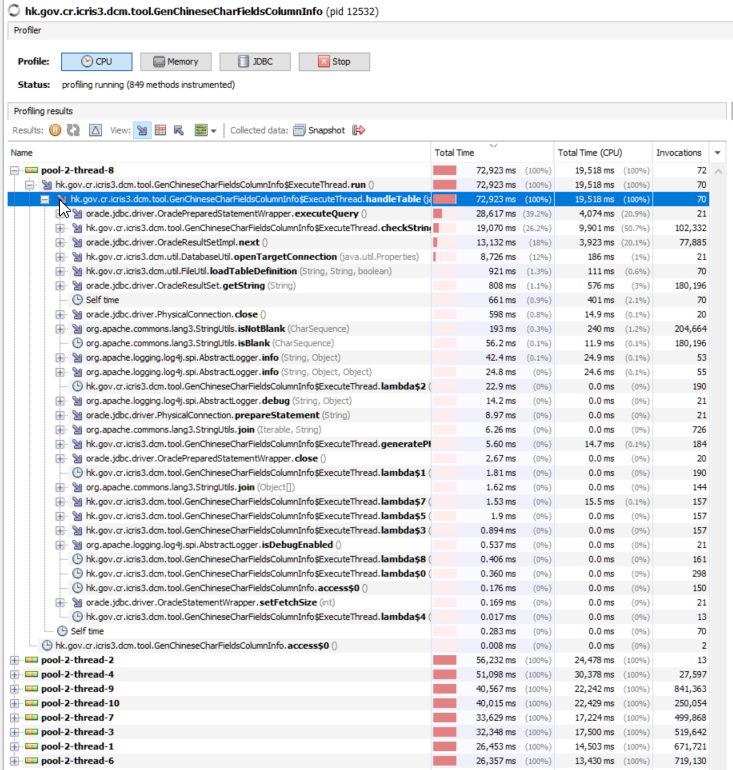 hk.gov.cr.icris3.dcm.tool.GenChineseCharFieldsColumnInfo (pid 12532)
Profiler
Profile: CPU Memory JDBC Stop
Status: profiling running (849 methods instrumented)
Profiling results
Results: View: Collected data: Snapshot
Name Total Time Total Time (CPU) Invocations
pool-2-thread-8 72,923 ms (100%) 19,518 ms (100%) 72
hk.gov.cr.icris3.dcm.tool.GenChineseCharFieldsColumnInfo$ExecuteThread.run () 72,923 ms (100%) 19,518 ms (100%) 70
hk.gov.cr.icris3.dcm.tool.GenChineseCharFieldsColumnInfo$ExecuteThread.handleTable (ja 72,923 ms (100%) 19,518 ms (100%) 70
oracle.jdbc.driver.OraclePreparedStatementWrapper.executeQuery () 28,617 ms (39.2%) 4,074 ms (20.9%) 21
hk.gov.cr.icris3.dcm.tool.GenChineseCharFieldsColumnInfo$ExecuteThread.checkString 19,070 ms (26.2%) 9,901 ms (50.7%) 102,332
oracle.jdbc.driver.OracleResultSetImpl.next () 13,132 ms (18%) 3,923 ms (20.1%) 77,885
hk.gov.cr.icris3.dcm.util.DatabaseUtil.openTargetConnection (java.util.Properties) 8,726 ms (12%) 186 ms (1%) 21
hk.gov.cr.icris3.dcm.util.FileUtil.loadTableDefinition (String, String, boolean) 921 ms (1.3%) 111 ms (0.6%) 70
oracle.jdbc.driver.OracleResultSet.getString (String) 808 ms (1.1%) 576 ms (3%) 180,196
Self time 661 ms (0.9%) 401 ms (2.1%) 70
oracle.jdbc.driver.PhysicalConnection.close () 598 ms (0.8%) 14.9 ms (0.1%) 20
org.apache.commons.lang3.StringUtils.isNotBlank (CharSequence) 193 ms (0.3%) 240 ms (1.2%) 204,664
org.apache.commons.lang3.StringUtils.isBlank (CharSequence) 56.2 ms (0.1%) 11.9 ms (0.1%) 180,196
org.apache.logging.log4j.spi.AbstractLogger.info (String, Object) 42.4 ms (0.1%) 24.9 ms (0.1%) 53
org.apache.logging.log4j.spi.AbstractLogger.info (String, Object, Object) 24.8 ms (0%) 24.6 ms (0.1%) 55
hk.gov.cr.icris3.dcm.tool.GenChineseCharFieldsColumnInfo$ExecuteThread.lambda$2 ( 22.9 ms (0%) 0.0 ms (0%) 190
org.apache.logging.log4j.spi.AbstractLogger.debug (String, Object) 14.2 ms (0%) 0.0 ms (0%) 21
oracle.jdbc.driver.PhysicalConnection.prepareStatement (String) 8.97 ms (0%) 0.0 ms (0%) 21
org.apache.commons.lang3.StringUtils.join (Iterable, String) 6.26 ms (0%) 0.0 ms (0%) 726
hk.gov.cr.icris3.dcm.tool.GenChineseCharFieldsColumnInfo$ExecuteThread.generatePl 5.60 ms (0%) 14.7 ms (0.1%) 184
oracle.jdbc.driver.OraclePreparedStatementWrapper.close () 2.67 ms (0%) 0.0 ms (0%) 20
hk.gov.cr.icris3.dcm.tool.GenChineseCharFieldsColumnInfo$ExecuteThread.lambda$1 ( 1.81 ms (0%) 0.0 ms (0%) 190
org.apache.commons.lang3.StringUtils.join (Object[]) 1.62 ms (0%) 0.0 ms (0%) 144
hk.gov.cr.icris3.dcm.tool.GenChineseCharFieldsColumnInfo$ExecuteThread.lambda$7 ( 1.53 ms (0%) 15.5 ms (0.1%) 157
hk.gov.cr.icris3.dcm.tool.GenChineseCharFieldsColumnInfo$ExecuteThread.lambda$5 ( 1.9 ms (0%) 0.0 ms (0%) 157
hk.gov.cr.icris3.dcm.tool.GenChineseCharFieldsColumnInfo$ExecuteThread.lambda$3 ( 0.894 ms (0%) 0.0 ms (0%) 157
org.apache.logging.log4j.spi.AbstractLogger.isDebugEnabled () 0.537 ms (0%) 0.0 ms (0%) 21
hk.gov.cr.icris3.dcm.tool.GenChineseCharFieldsColumnInfo$ExecuteThread.lambda$8 ( 0.406 ms (0%) 0.0 ms (0%) 161
hk.gov.cr.icris3.dcm.tool.GenChineseCharFieldsColumnInfo$ExecuteThread.lambda$0 ( 0.360 ms (0%) 0.0 ms (0%) 298
hk.gov.cr.icris3.dcm.tool.GenChineseCharFieldsColumnInfo.access$0 () 0.176 ms (0%) 0.0 ms (0%) 150
oracle.jdbc.driver.OracleStatementWrapper.setFetchSize (int) 0.169 ms (0%) 0.0 ms (0%) 21
hk.gov.cr.icris3.dcm.tool.GenChineseCharFieldsColumnInfo$ExecuteThread.lambda$4 ( 0.017 ms (0%) 0.0 ms (0%) 13
Self time 0.283 ms (0%) 0.0 ms (0%) 70
hk.gov.cr.icris3.dcm.tool.GenChineseCharFieldsColumnInfo.access$0 () 0.008 ms (0%) 0.0 ms (0%) 2
pool-2-thread-2 56,232 ms (100%) 24,478 ms (100%) 13
pool-2-thread-4 51,098 ms (100%) 30,378 ms (100%) 27,597
pool-2-thread-9 40,567 ms (100%) 22,242 ms (100%) 841,363
pool-2-thread-10 40,015 ms (100%) 22,429 ms (100%) 250,054
pool-2-thread-7 33,629 ms (100%) 17,224 ms (100%) 499,868
pool-2-thread-3 32,348 ms (100%) 17,500 ms (100%) 519,642
pool-2-thread-1 26,453 ms (100%) 14,503 ms (100%) 671,721
pool-2-thread-6 26,357 ms (100%) 13,430 ms (100%) 719,130